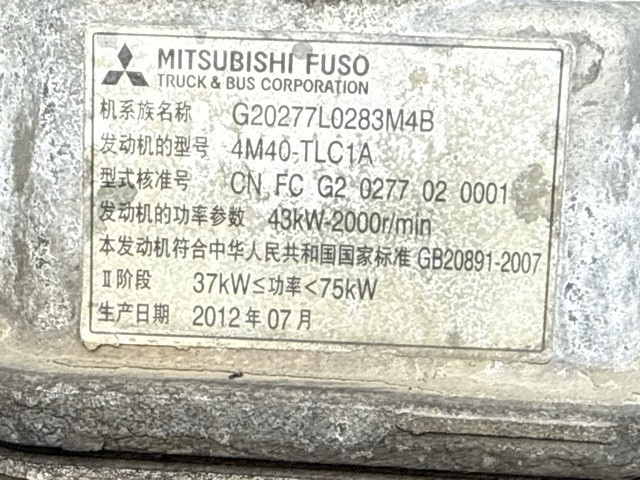 MITSUBISHI FUSO
TRUCK & BUS CORPORATION
机系族名称 G20277L0283M4B
发动机的型号 4M40-TLC1A
型式核准号 CN FC G2 0277 02 0001
发动机的功率参数 43kW-2000r/min
本发动机符合中华人民共和国国家标准 GB20891-2007
II阶段 37kW≤功率<75kW
生产日期 2012年07月